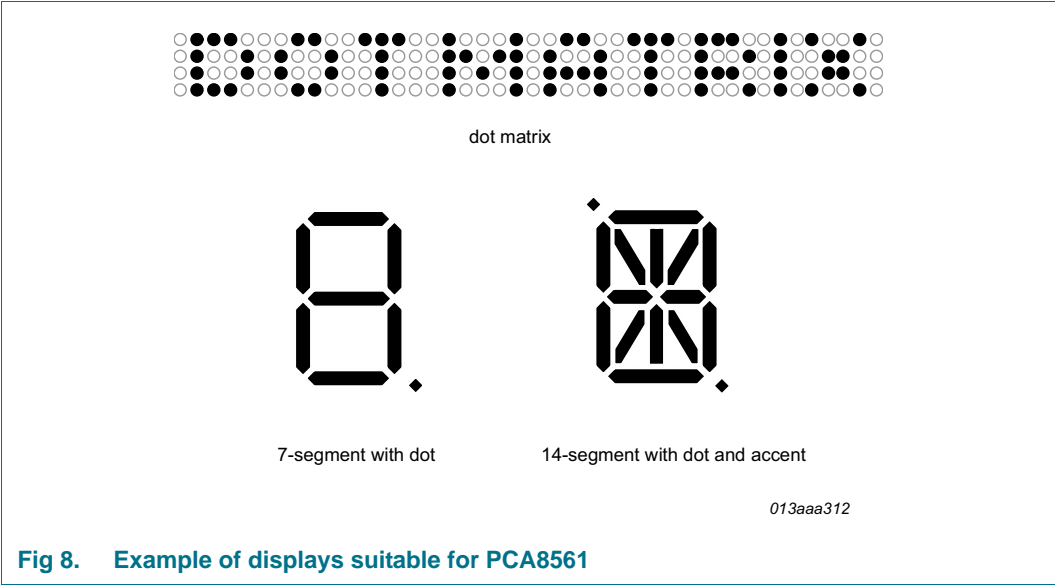 DOTMATRIX
dot matrix
7-segment with dot
14-segment with dot and accent
013aaa312
Fig 8. Example of displays suitable for PCA8561